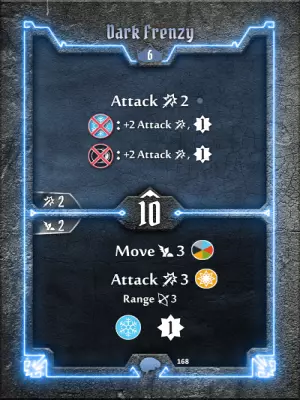 Dark Frenzy
6
Attack 2
: +2 Attack , 1
: +2 Attack , 1
2
10
2
Move 3
Attack 3
Range 3
1
168